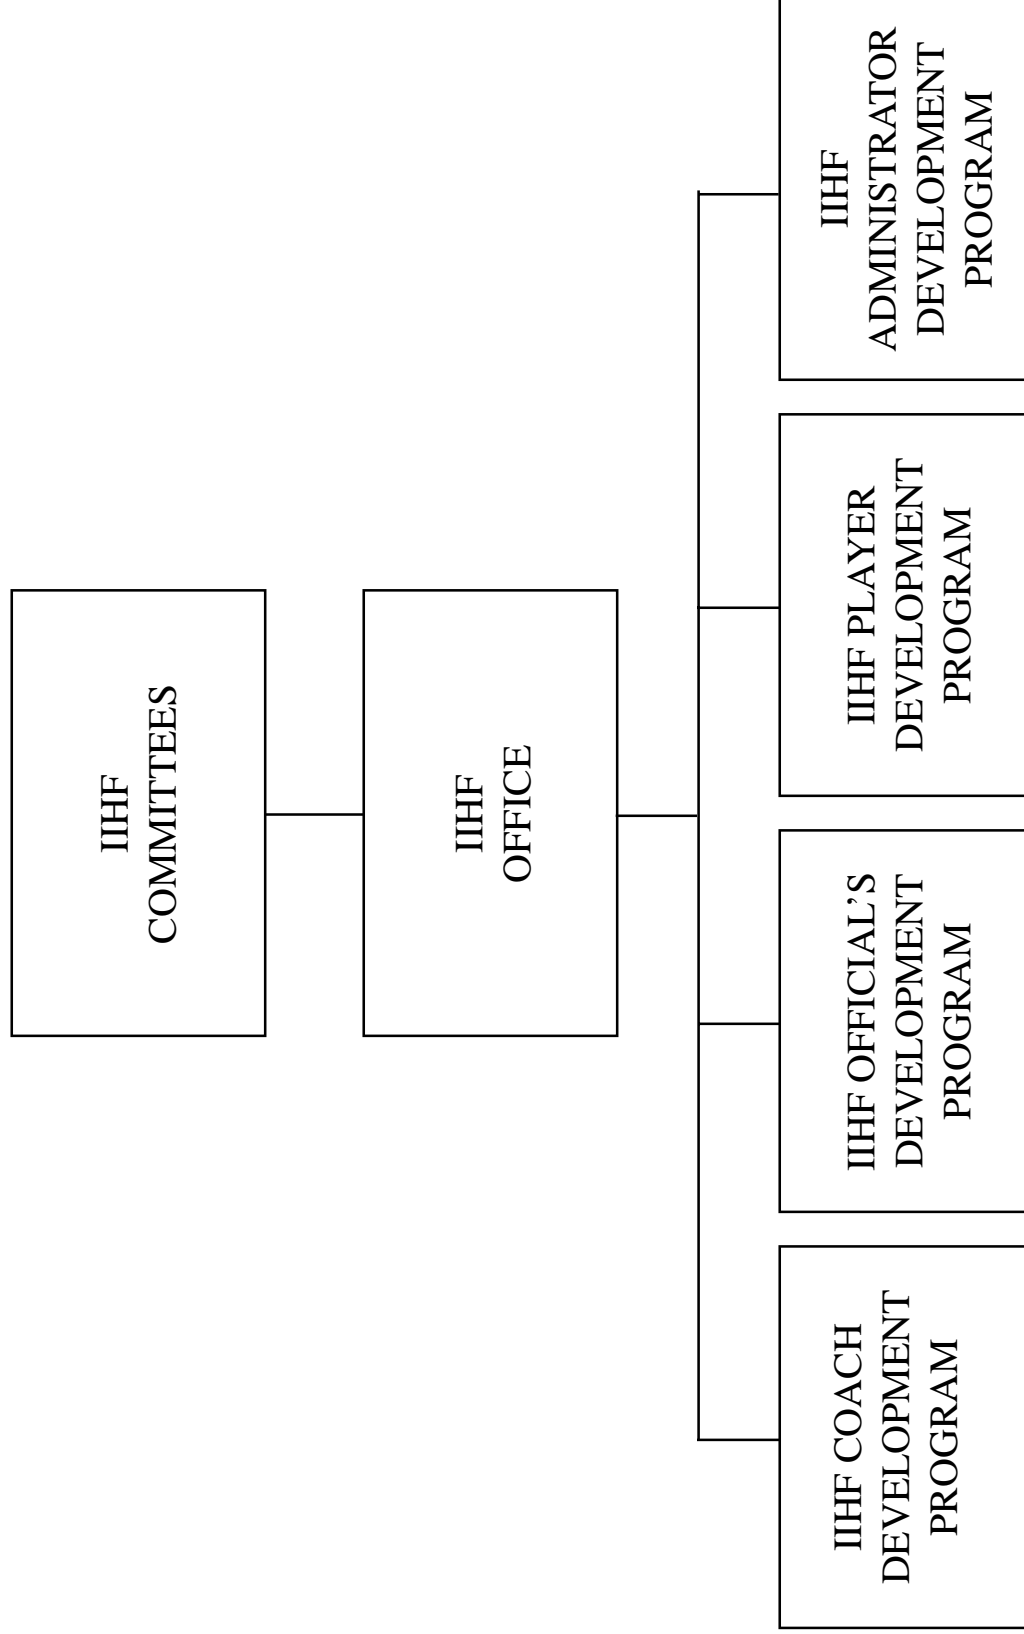 IIHF
COMMITTEES
IIHF
OFFICE
IIHF COACH
DEVELOPMENT
PROGRAM
IIHF OFFICIAL’S
DEVELOPMENT
PROGRAM
IIHF PLAYER
DEVELOPMENT
PROGRAM
IIHF
ADMINISTRATOR
DEVELOPMENT
PROGRAM